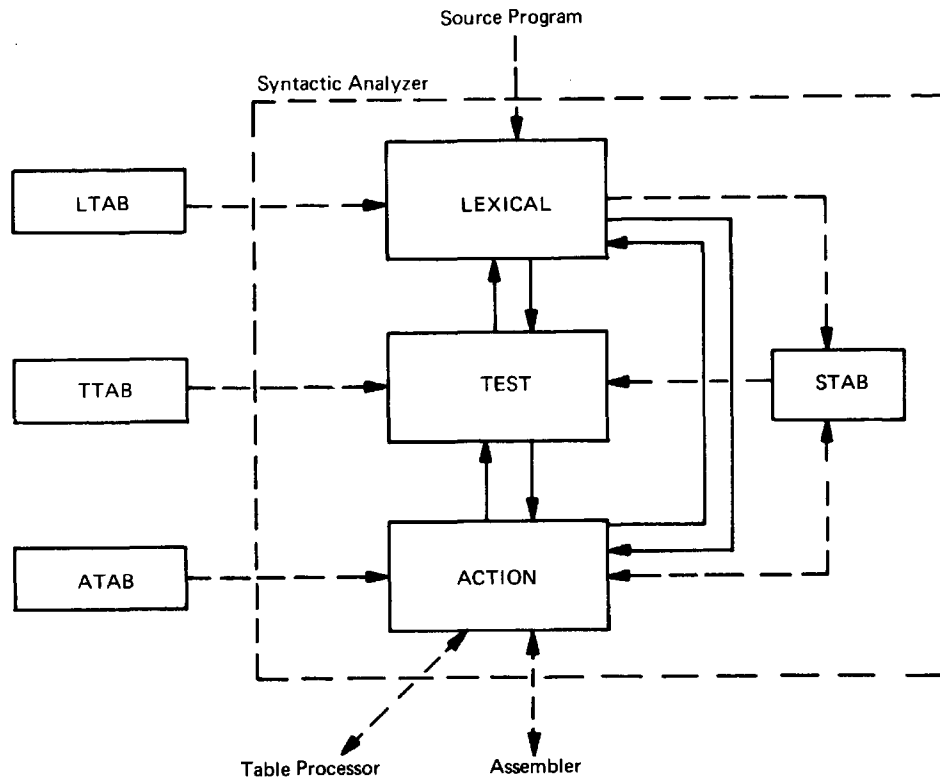 Source Program
Syntactic Analyzer
LTAB
LEXICAL
TTAB
TEST
STAB
ATAB
ACTION
Table Processor
Assembler